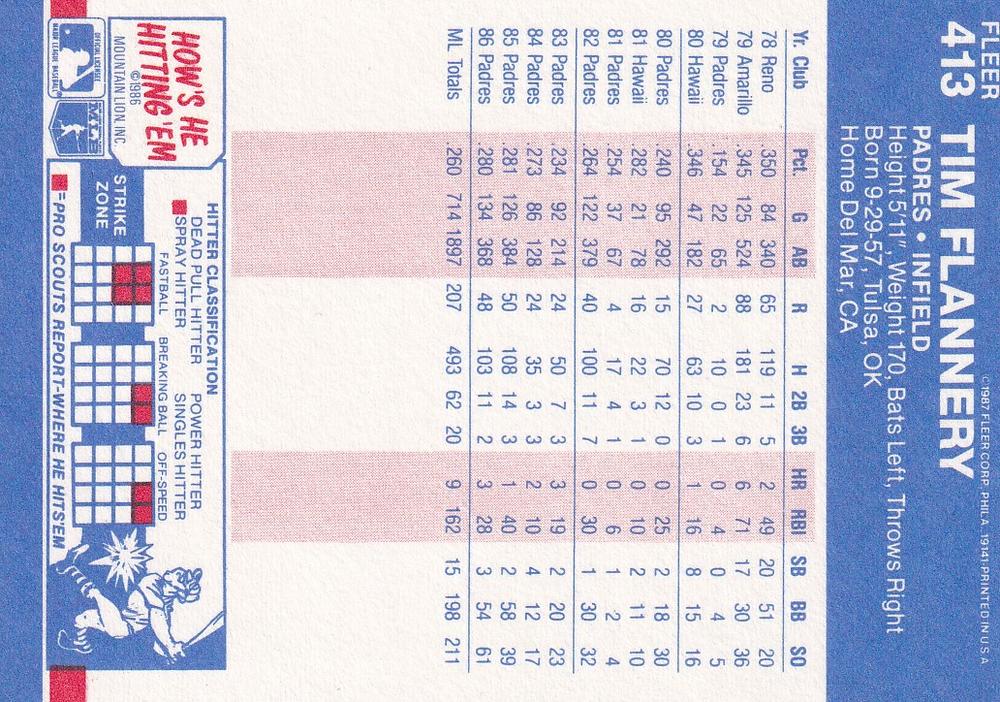 ©1987 FLEER CORP. PHILA. 19141-PRINTED IN U S A
FLEER
413 TIM FLANNERY
PADRES • INFIELD
Height 5'11", Weight 170, Bats Left, Throws Right
Born 9-29-57, Tulsa, OK
Home Del Mar, CA
Yr. Club Pct. G AB R H 2B 3B HR RBI SB BB SO
78 Reno .350 84 340 65 119 11 5 2 49 20 51 20
79 Amarillo .345 125 524 88 181 23 6 6 71 17 30 36
79 Padres .154 22 65 2 10 0 1 0 4 0 4 5
80 Hawaii .346 47 182 27 63 10 3 1 16 8 15 16
80 Padres .240 95 292 15 70 12 0 0 25 2 18 30
81 Hawaii .282 21 78 16 22 3 1 0 10 2 11 10
81 Padres .254 37 67 4 17 4 1 0 6 1 2 4
82 Padres .264 122 379 40 100 11 7 0 30 1 30 32
83 Padres .234 92 214 24 50 7 3 3 19 2 20 23
84 Padres .273 86 128 24 35 3 3 2 10 4 12 17
85 Padres .281 126 384 50 108 14 3 1 40 2 58 39
86 Padres .280 134 368 48 103 11 2 3 28 3 54 61
ML Totals .260 714 1897 207 493 62 20 9 162 15 198 211
HOW'S HE
HITTING 'EM
©1986
MOUNTAIN LION, INC.
OFFICIAL LICENSEE
MAJOR LEAGUE BASEBALL
HITTER CLASSIFICATION
DEAD PULL HITTER POWER HITTER
SPRAY HITTER SINGLES HITTER
FASTBALL BREAKING BALL OFF-SPEED
STRIKE
ZONE
= PRO SCOUTS REPORT-WHERE HE HITS'EM